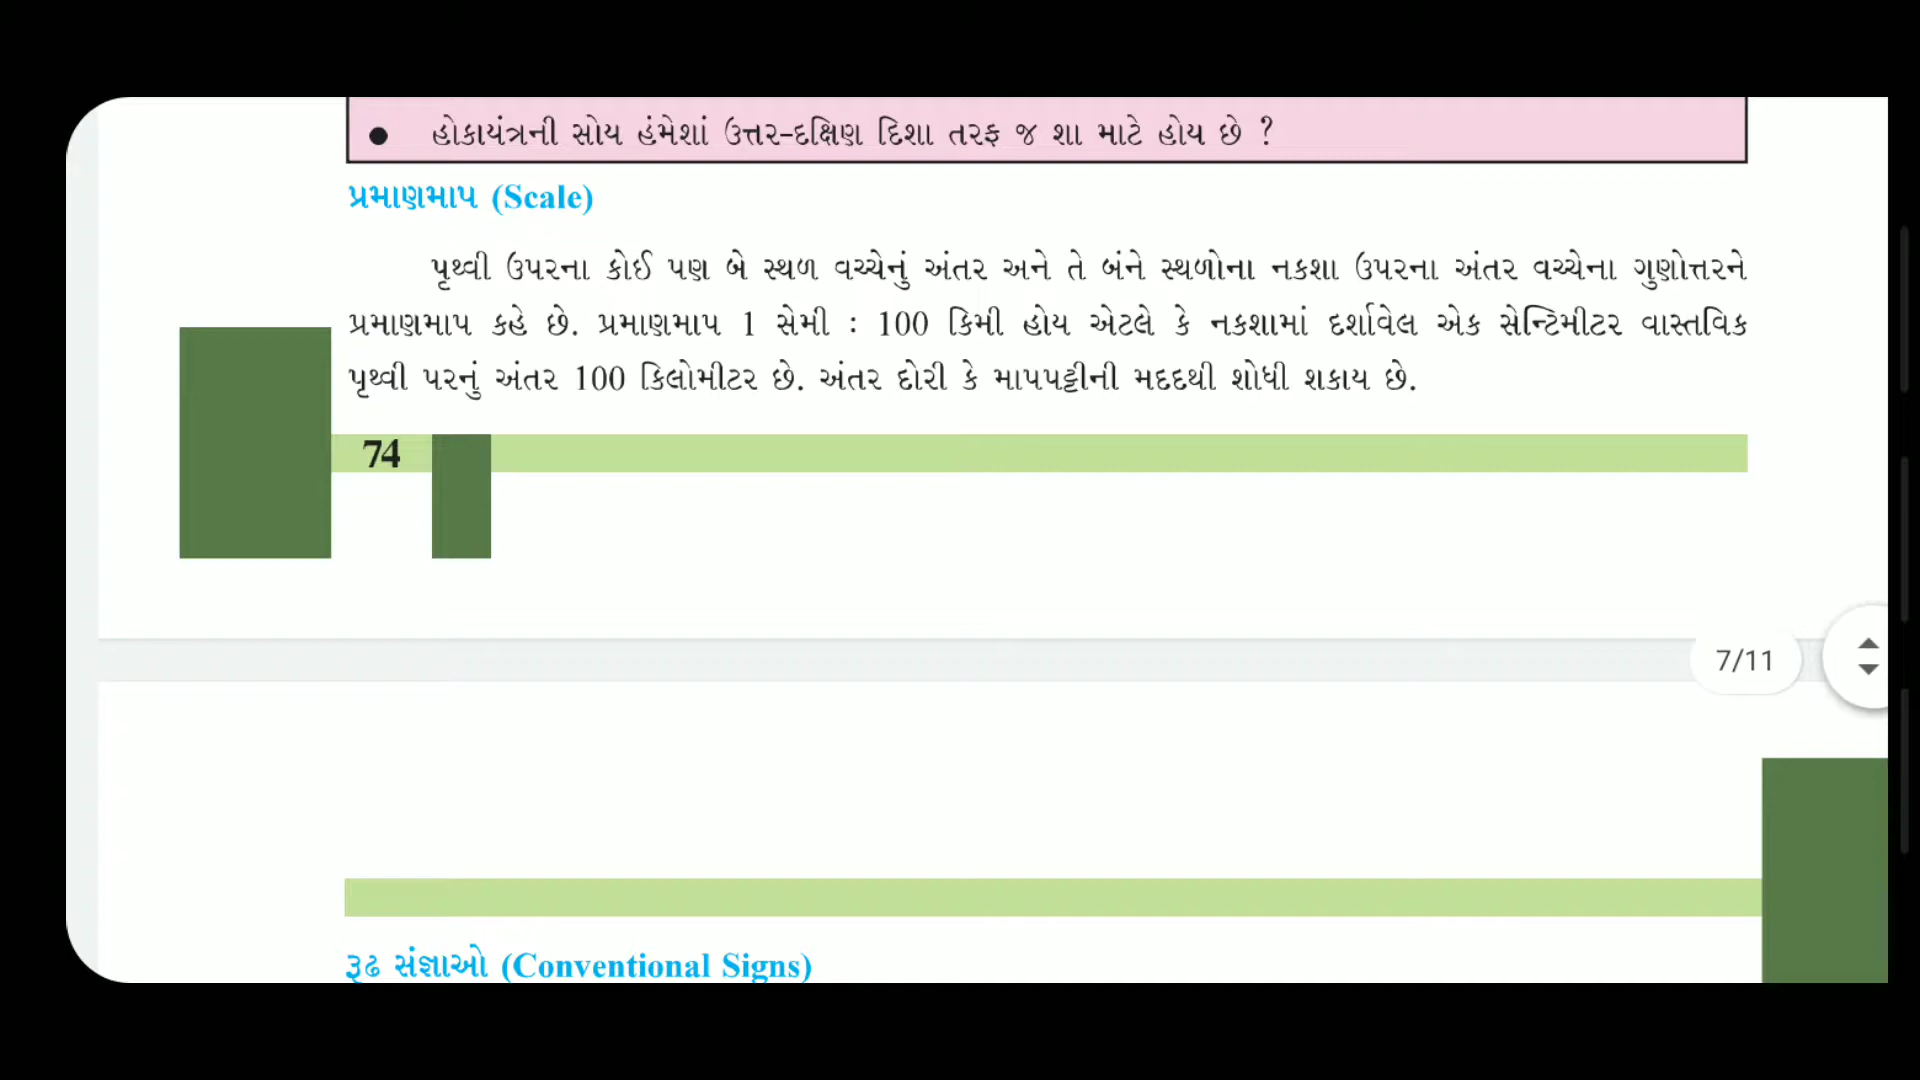 ● હોકાયંત્રની સોય હંમેશાં ઉત્તર-દક્ષિણ દિશા તરફ જ શા માટે હોય છે ?
પ્રમાણમાપ (Scale)
પૃથ્વી ઉપરના કોઈ પણ બે સ્થળ વચ્ચેનું અંતર અને તે બંને સ્થળોના નકશા ઉપરના અંતર વચ્ચેના ગુણોત્તરને
પ્રમાણમાપ કહે છે. પ્રમાણમાપ 1 સેમી : 100 કિમી હોય એટલે કે નકશામાં દર્શાવેલ એક સેન્ટિમીટર વાસ્તવિક
પૃથ્વી પરનું અંતર 100 કિલોમીટર છે. અંતર દોરી કે માપપટ્ટીની મદદથી શોધી શકાય છે.
74
7/11
રૂઢ સંજ્ઞાઓ (Conventional Signs)